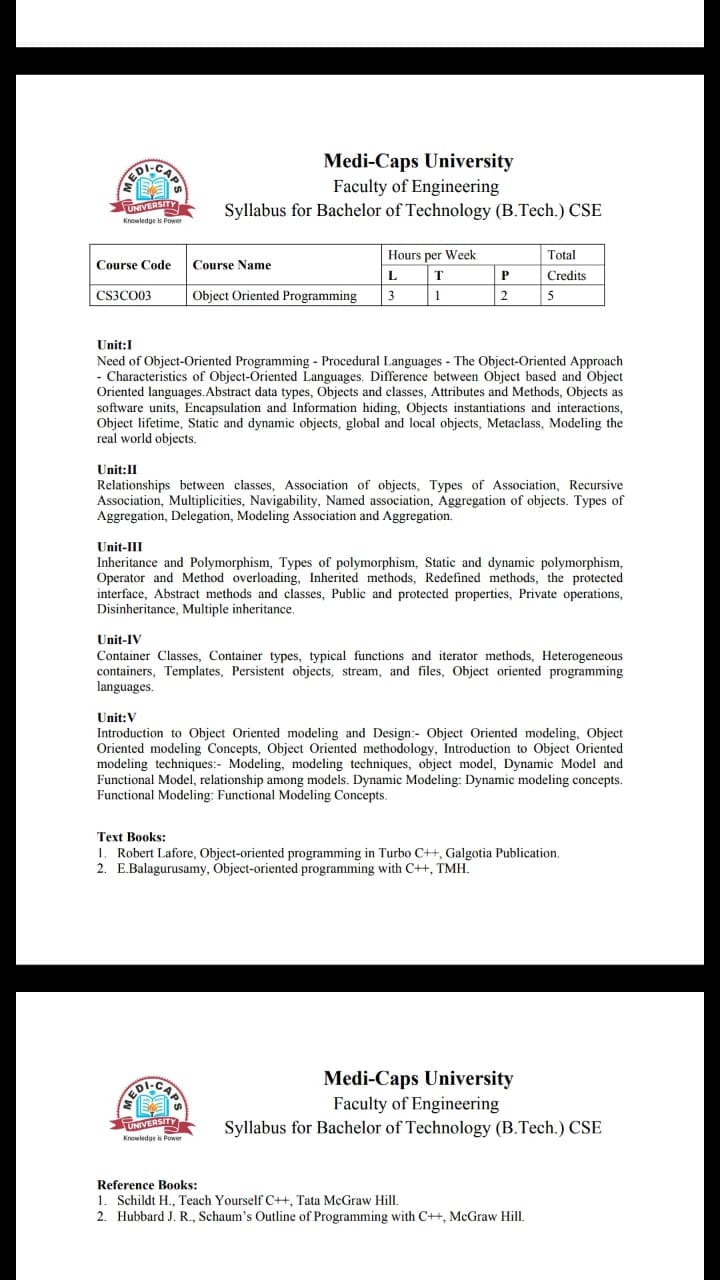 MEDI-CAPS
UNIVERSITY
Knowledge is Power
Medi-Caps University
Faculty of Engineering
Syllabus for Bachelor of Technology (B.Tech.) CSE
Course Code Course Name Hours per Week Total
L T P Credits
CS3CO03 Object Oriented Programming 3 1 2 5
Unit:I
Need of Object-Oriented Programming - Procedural Languages - The Object-Oriented Approach
- Characteristics of Object-Oriented Languages. Difference between Object based and Object
Oriented languages.Abstract data types, Objects and classes, Attributes and Methods, Objects as
software units, Encapsulation and Information hiding, Objects instantiations and interactions,
Object lifetime, Static and dynamic objects, global and local objects, Metaclass, Modeling the
real world objects.
Unit:II
Relationships between classes, Association of objects, Types of Association, Recursive
Association, Multiplicities, Navigability, Named association, Aggregation of objects. Types of
Aggregation, Delegation, Modeling Association and Aggregation.
Unit-III
Inheritance and Polymorphism, Types of polymorphism, Static and dynamic polymorphism,
Operator and Method overloading, Inherited methods, Redefined methods, the protected
interface, Abstract methods and classes, Public and protected properties, Private operations,
Disinheritance, Multiple inheritance.
Unit-IV
Container Classes, Container types, typical functions and iterator methods, Heterogeneous
containers, Templates, Persistent objects, stream, and files, Object oriented programming
languages.
Unit:V
Introduction to Object Oriented modeling and Design:- Object Oriented modeling, Object
Oriented modeling Concepts, Object Oriented methodology, Introduction to Object Oriented
modeling techniques:- Modeling, modeling techniques, object model, Dynamic Model and
Functional Model, relationship among models. Dynamic Modeling: Dynamic modeling concepts.
Functional Modeling: Functional Modeling Concepts.
Text Books:
1. Robert Lafore, Object-oriented programming in Turbo C++, Galgotia Publication.
2. E.Balagurusamy, Object-oriented programming with C++, TMH.
MEDI-CAPS
UNIVERSITY
Knowledge is Power
Medi-Caps University
Faculty of Engineering
Syllabus for Bachelor of Technology (B.Tech.) CSE
Reference Books:
1. Schildt H., Teach Yourself C++, Tata McGraw Hill.
2. Hubbard J. R., Schaum's Outline of Programming with C++, McGraw Hill.